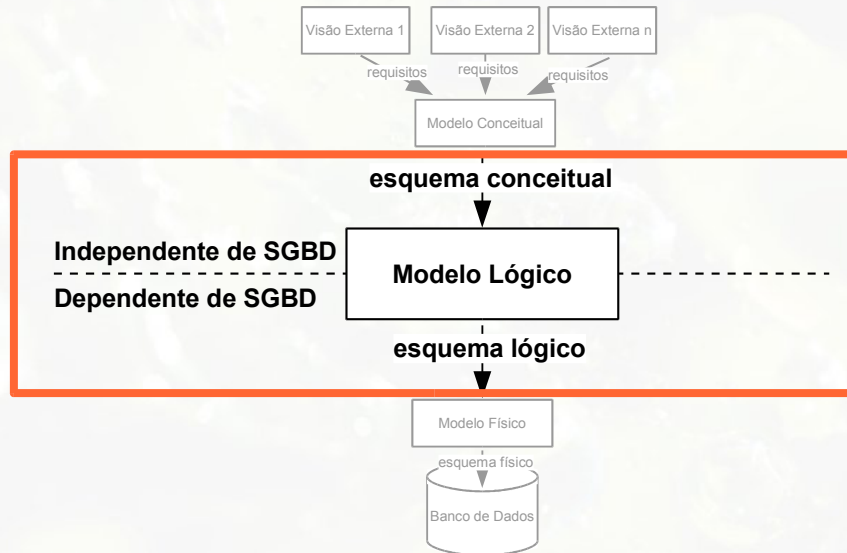 Visão Externa 1
Visão Externa 2
Visão Externa n
requisitos
requisitos
requisitos
Modelo Conceitual
esquema conceitual
Independente de SGBD
Modelo Lógico
Dependente de SGBD
esquema lógico
Modelo Físico
esquema físico
Banco de Dados